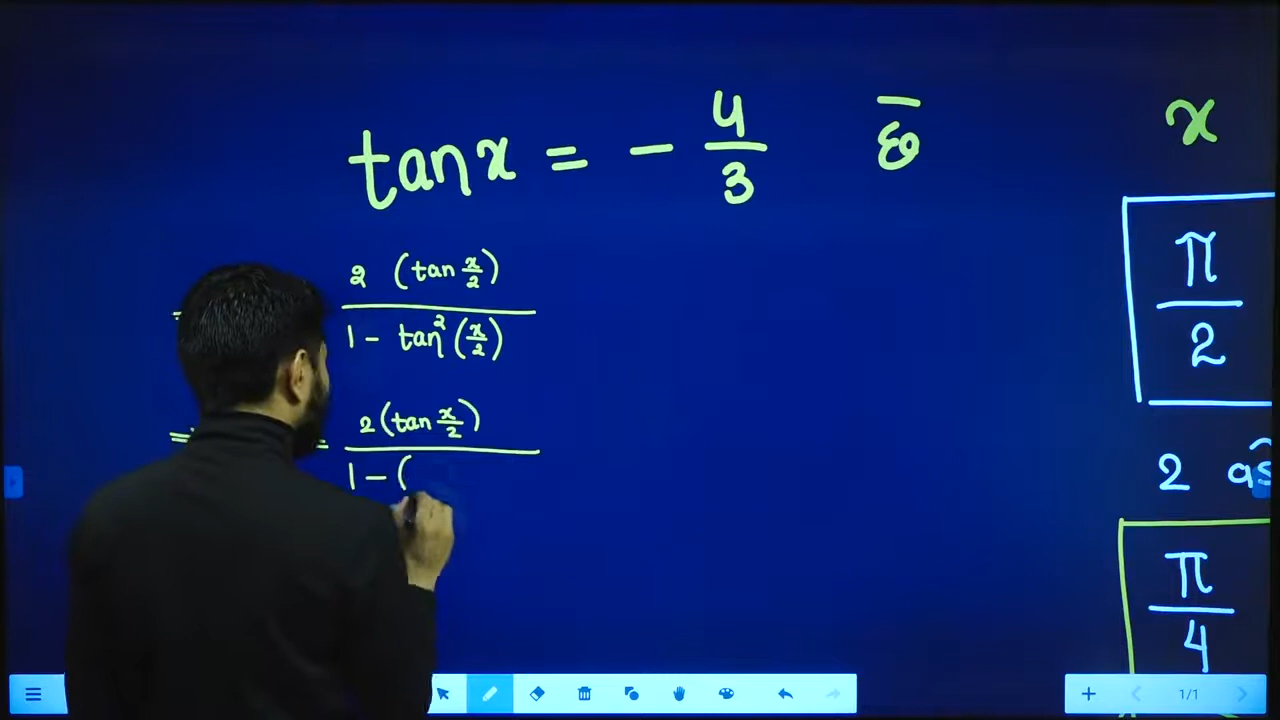 tan x = - 4/3
x
2 (tan x/2)
1 - tan² (x/2)
π/2
2 (tan x/2)
1 - (
2
π/4
1/1